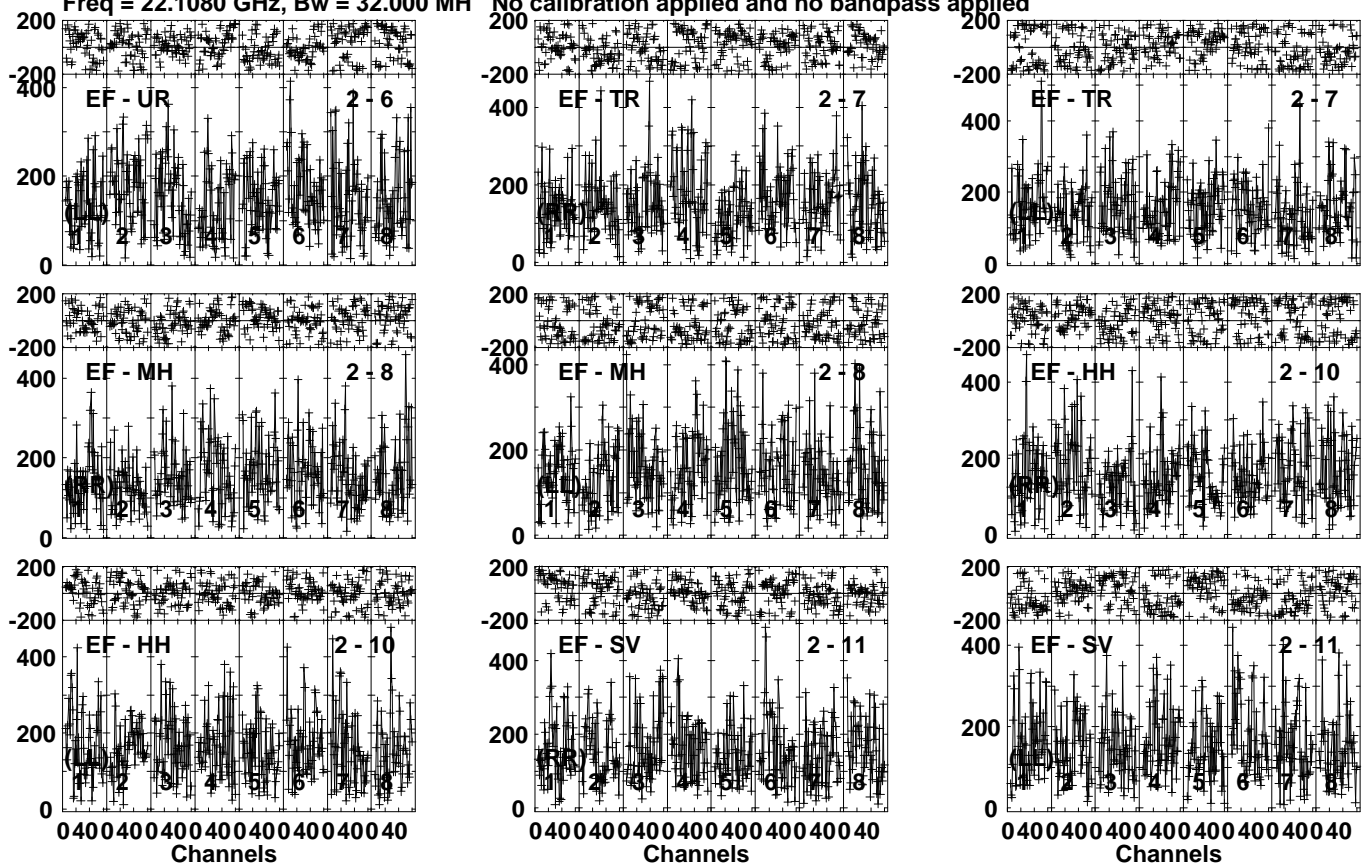 Freq = 22.1080 GHz, Bw = 32.000 MH No calibration applied and no bandpass applied
200 200 200
-200 -200 -200
400 EF - UR 2 - 6 400 EF - TR 2 - 7 400 EF - TR 2 - 7
200 200 200
(LL) (RR) (LL)
1 2 3 4 5 6 7 8 1 2 3 4 5 6 7 8 1 2 3 4 5 6 7 8
0 0 0
200 200 200
-200 -200 -200
400 EF - MH 2 - 8 400 EF - MH 2 - 8 400 EF - HH 2 - 10
200 200 200
(RR) (LL) (RR)
1 2 3 4 5 6 7 8 1 2 3 4 5 6 7 8 1 2 3 4 5 6 7 8
0 0 0
200 200 200
-200 -200 -200
400 EF - HH 2 - 10 400 EF - SV 2 - 11 400 EF - SV 2 - 11
200 200 200
(LL) (RR) (LL)
1 2 3 4 5 6 7 8 1 2 3 4 5 6 7 8 1 2 3 4 5 6 7 8
0 0 0
0 40 0 40 0 40 0 40 0 40 0 40 0 40 0 40 0 40 0 40 0 40 0 40 0 40 0 40 0 40 0 40 0 40 0 40 0 40 0 40 0 40 0 40 0 40 0 40
Channels Channels Channels